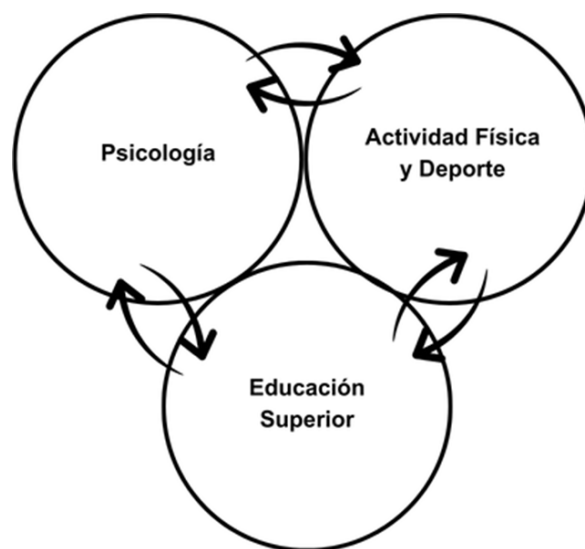 Psicología
Actividad Física
y Deporte
Educación
Superior